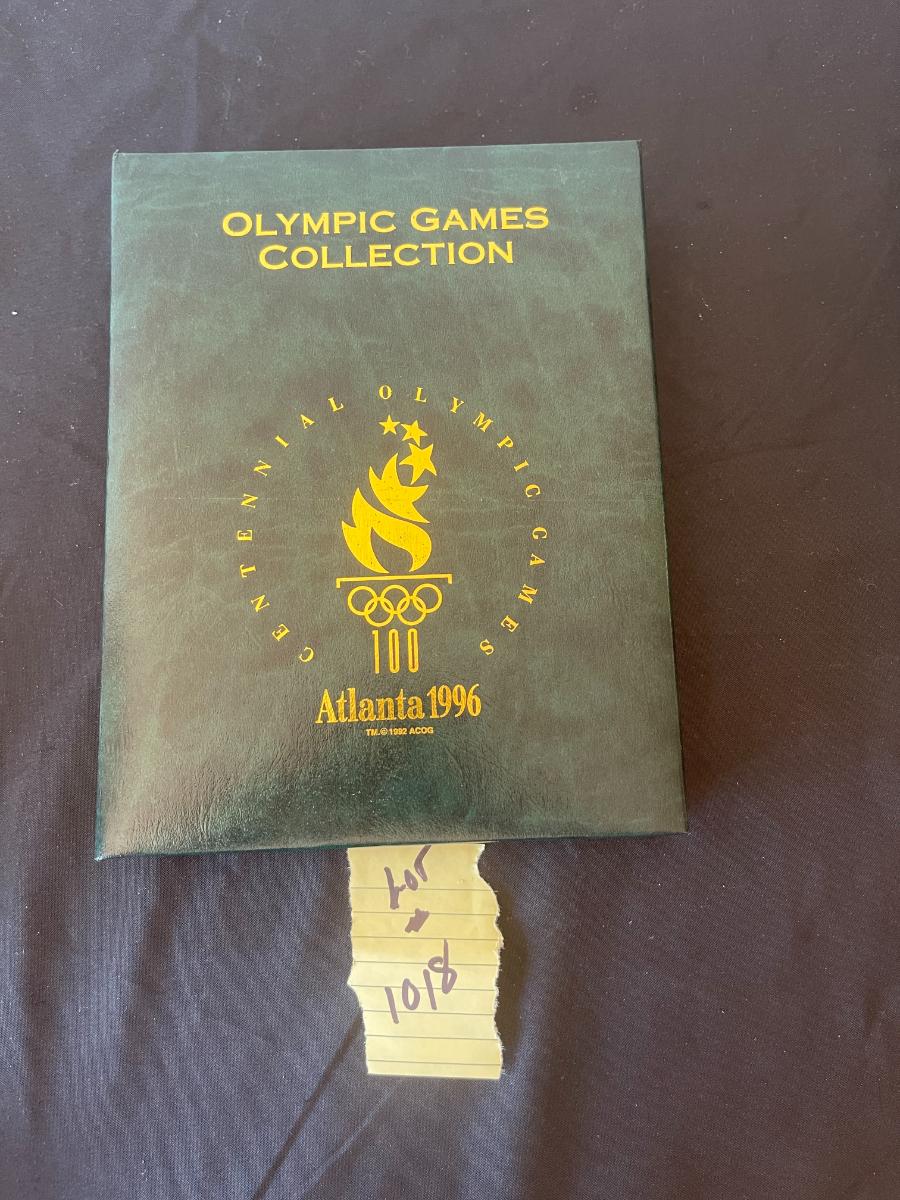 OLYMPIC GAMES
COLLECTION
CENTENNIAL OLYMPIC GAMES
100
Atlanta 1996
TM, © 1992 ACOG
LOT
#
1018